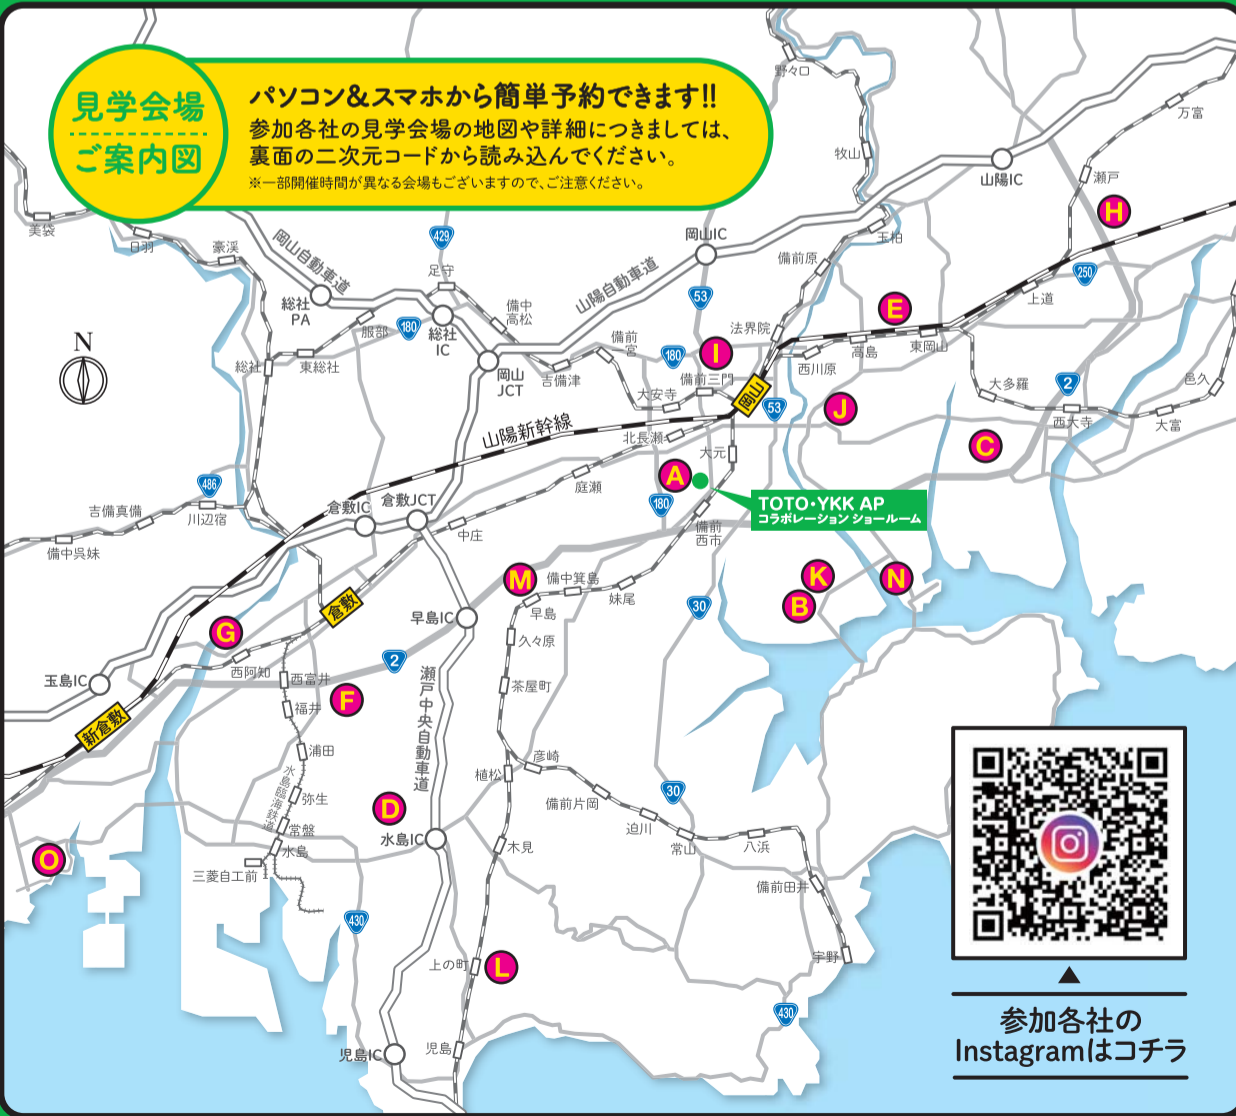 見学会場
ご案内図
パソコン&スマホから簡単予約できます!!
参加各社の見学会場の地図や詳細につきましては、
裏面の二次元コードから読み込んでください。
※一部開催時間が異なる会場もございますので、ご注意ください。
野々口
万富
牧山
山陽IC
瀬戸
H
美袋
日羽
豪渓
岡山自動車道
429
足守
岡山IC
玉柏
備前原
250
総社
PA
山陽自動車道
53
上道
E
N
服部
180
総社
IC
備中
高松
備前
一宮
法界院
180
I
高島
東岡山
総社
東総社
岡山
JCT
吉備津
備前三門
西川原
大安寺
岡山
53
J
大多羅
2
邑久
西大寺
大富
山陽新幹線
北長瀬
大元
C
486
庭瀬
A
180
TOTO・YKK AP
コラボレーション ショールーム
吉備真備
川辺宿
倉敷IC
倉敷JCT
中庄
備前
西市
備中呉妹
M
備中箕島
妹尾
K
N
B
30
倉敷
早島IC
早島
久々原
G
西阿知
2
玉島IC
西富井
茶屋町
瀬戸中央自動車道
F
福井
新倉敷
浦田
彦崎
植松
水島臨海鉄道
弥生
D
備前片岡
30
迫川
常盤
水島IC
常山
八浜
水島
木見
O
三菱自工前
備前田井
430
上の町
L
宇野
430
児島IC
児島
参加各社の
Instagramはコチラ